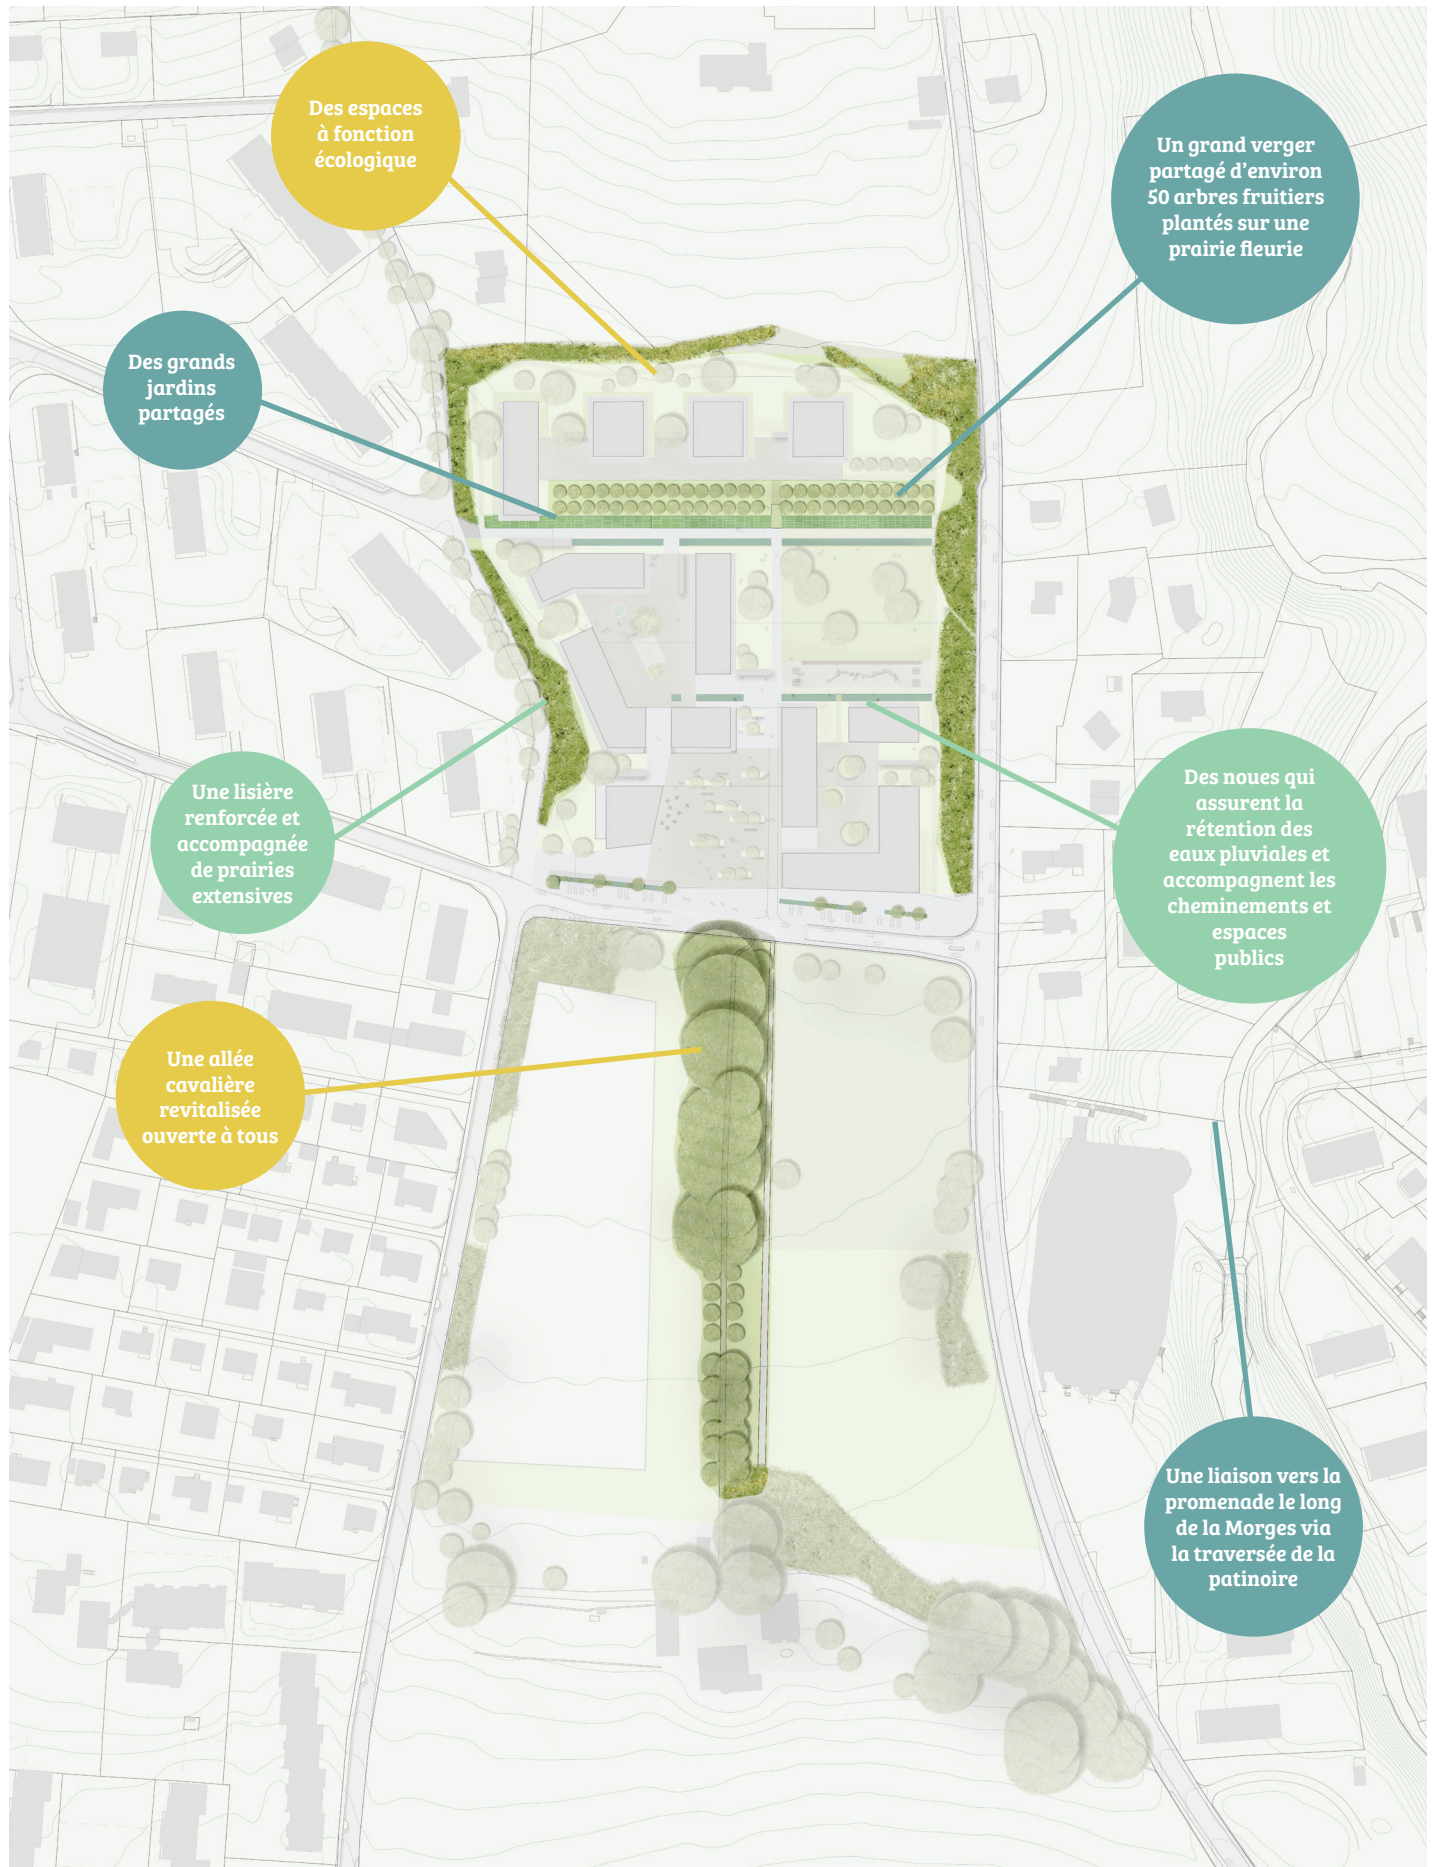 Des espaces
à fonction
écologique
Un grand verger
partagé d’environ
50 arbres fruitiers
plantés sur une
prairie fleurie
Des grands
jardins
partagés
Une lisière
renforcée et
accompagnée
de prairies
extensives
Des noues qui
assurent la
rétention des
eaux pluviales et
accompagnent les
cheminements et
espaces
publics
Une allée
cavalière
revitalisée
ouverte à tous
Une liaison vers la
promenade le long
de la Morges via
la traversée de la
patinoire